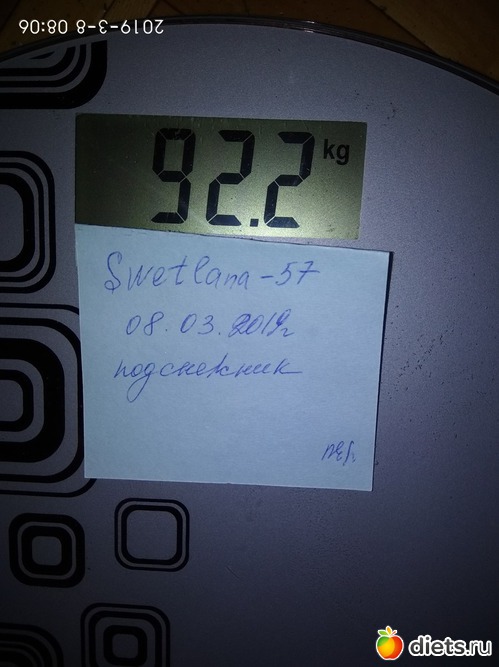 2019-3-8 08:06
92.2 kg
Swetlana-57
08.03.2019г
подснежник
diets.ru